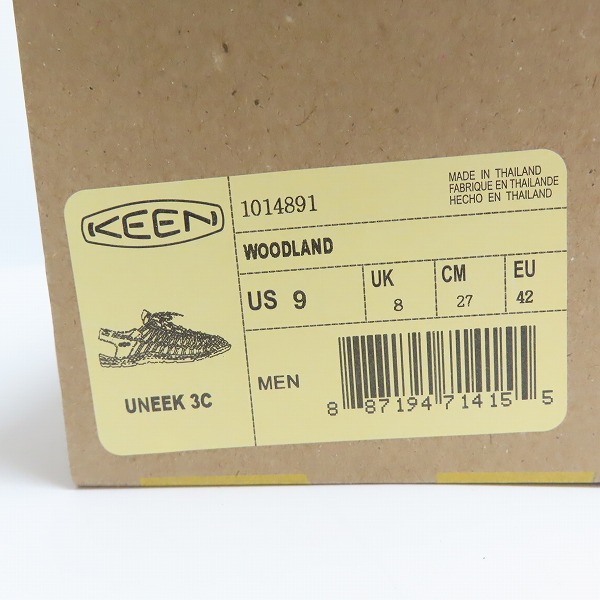 KEEN
1014891
MADE IN THAILAND
FABRIQUE EN THAILANDE
HECHO EN THAILAND
WOODLAND
US 9
UK
8
CM
27
EU
42
UNEEK 3C
MEN
8 87194 71415 5